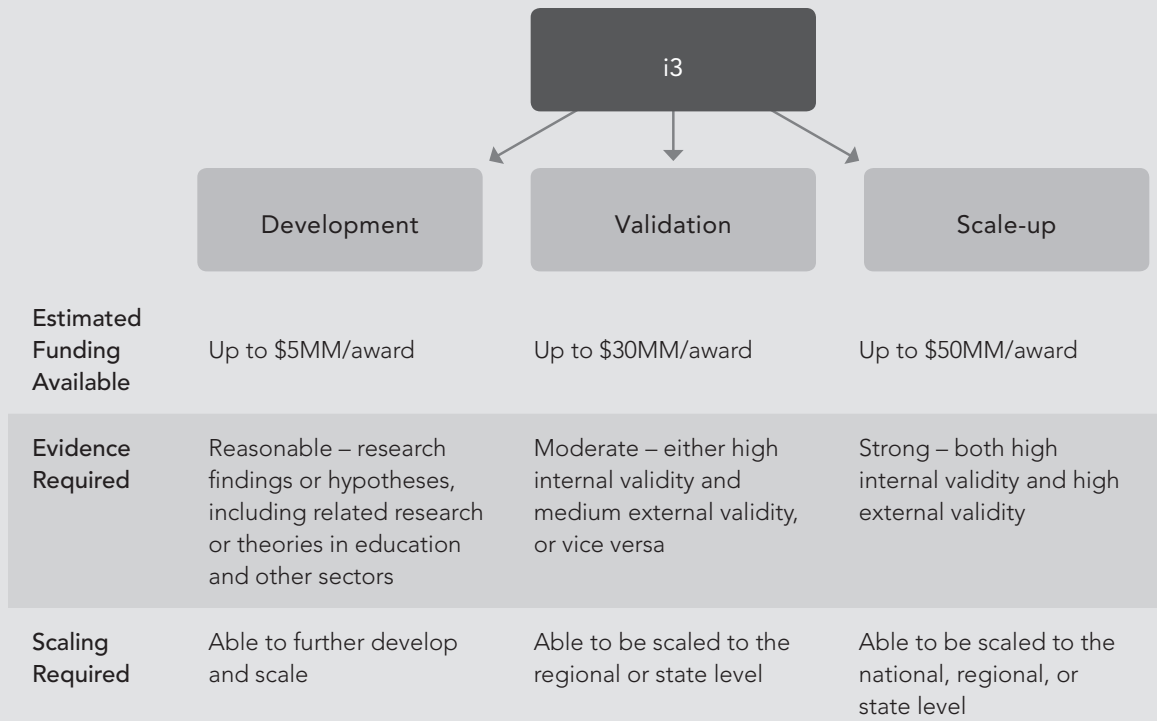 i3
Development
Validation
Scale-up
Estimated
Funding
Available
Up to $5MM/award
Up to $30MM/award
Up to $50MM/award
Evidence
Required
Reasonable – research
findings or hypotheses,
including related research
or theories in education
and other sectors
Moderate – either high
internal validity and
medium external validity,
or vice versa
Strong – both high
internal validity and high
external validity
Scaling
Required
Able to further develop
and scale
Able to be scaled to the
regional or state level
Able to be scaled to the
national, regional, or
state level